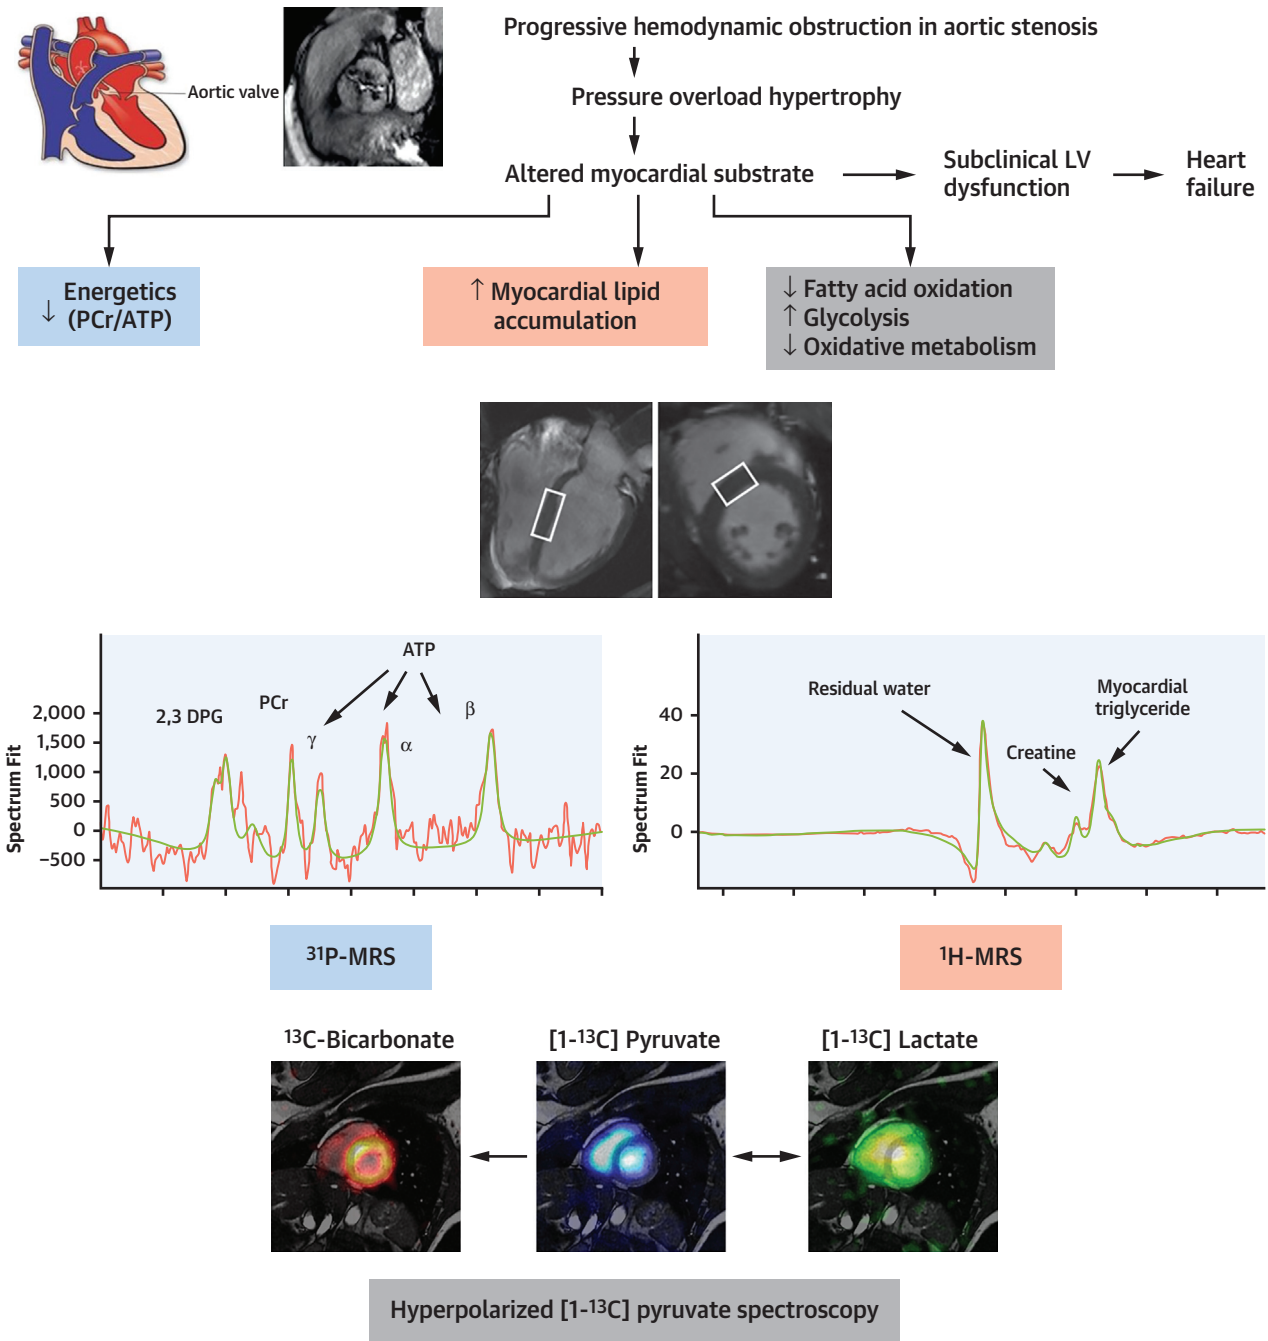 Progressive hemodynamic obstruction in aortic stenosis
Aortic valve
Pressure overload hypertrophy
Altered myocardial substrate
Subclinical LV
dysfunction
Heart
failure
↓ Energetics
(PCr/ATP)
↑ Myocardial lipid
accumulation
↓ Fatty acid oxidation
↑ Glycolysis
↓ Oxidative metabolism
Spectrum Fit
2,000
1,500
1,000
500
0
−500
2,3 DPG
PCr
ATP
γ
α
β
Spectrum Fit
40
20
0
Residual water
Creatine
Myocardial
triglyceride
³¹P-MRS
¹H-MRS
¹³C-Bicarbonate
[1-¹³C] Pyruvate
[1-¹³C] Lactate
Hyperpolarized [1-¹³C] pyruvate spectroscopy